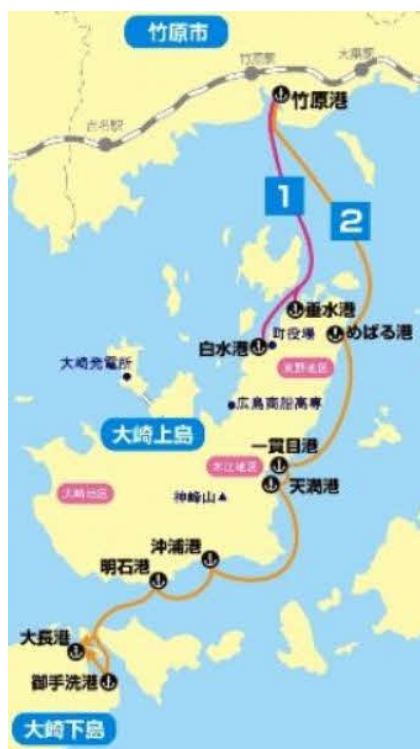 竹原市
竹原駅
大乗駅
吉名駅
竹原港
1
2
垂水港
町役場
白水港
めばる港
東野地区
大崎発電所
広島商船高専
大崎上島
一貫目港
木江地区
天満港
大崎地区
神峰山▲
沖浦港
明石港
大長港
御手洗港
大崎下島